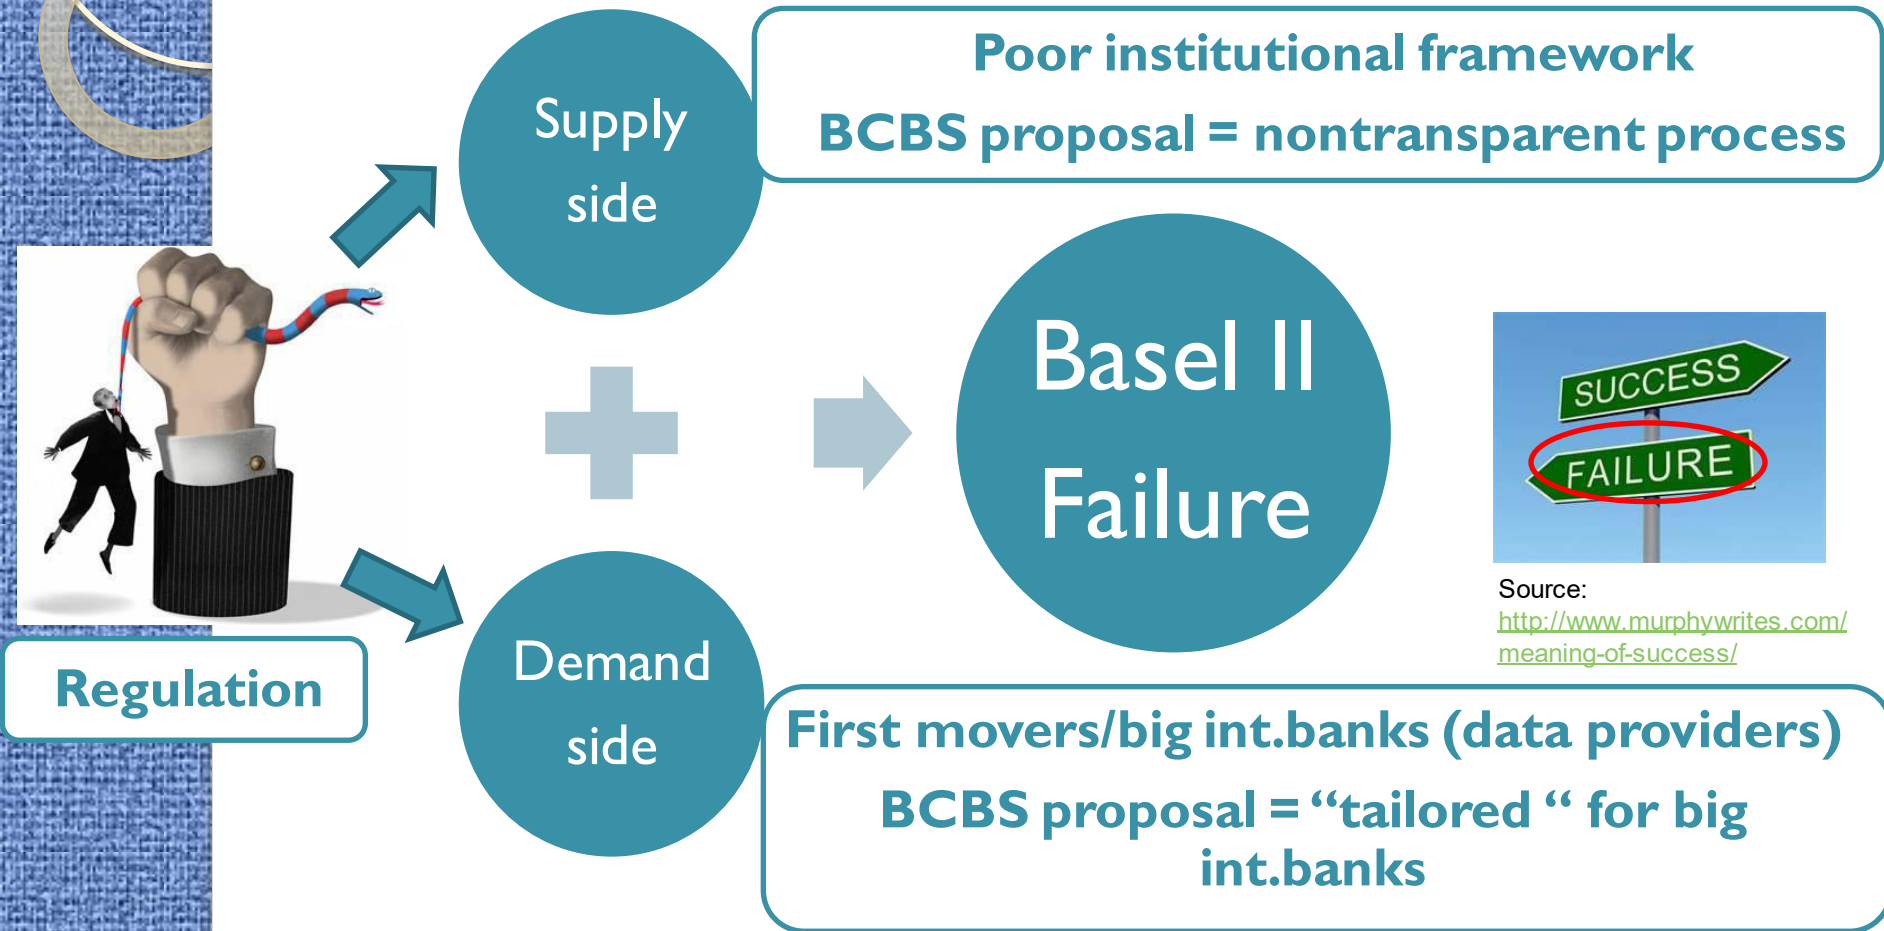 Supply
side
Poor institutional framework
BCBS proposal = nontransparent process
Basel II
Failure
SUCCESS
FAILURE
Source:
http://www.murphywrites.com/
meaning-of-success/
Regulation
Demand
side
First movers/big int.banks (data providers)
BCBS proposal = “tailored “ for big
int.banks